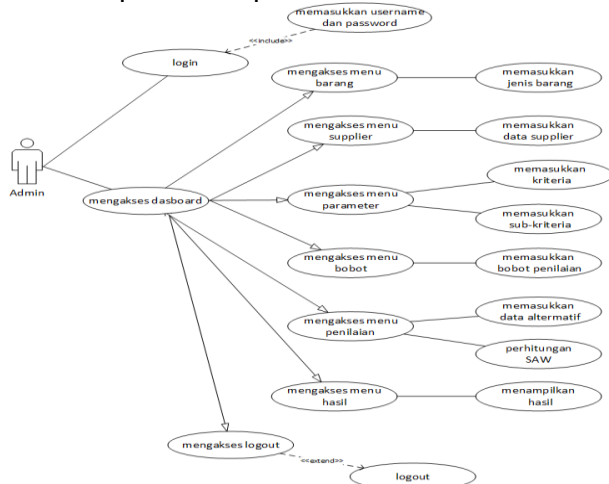 memasukkan username
dan password
<<include>>
login
mengakses menu
barang
memasukkan
jenis barang
mengakses menu
supplier
memasukkan
data supplier
Admin
mengakses dasboard
mengakses menu
parameter
memasukkan
kriteria
memasukkan
sub-kriteria
mengakses menu
bobot
memasukkan
bobot penilaian
mengakses menu
penilaian
memasukkan
data alternatif
perhitungan
SAW
mengakses menu
hasil
menampilkan
hasil
mengakses logout
<<extend>>
logout